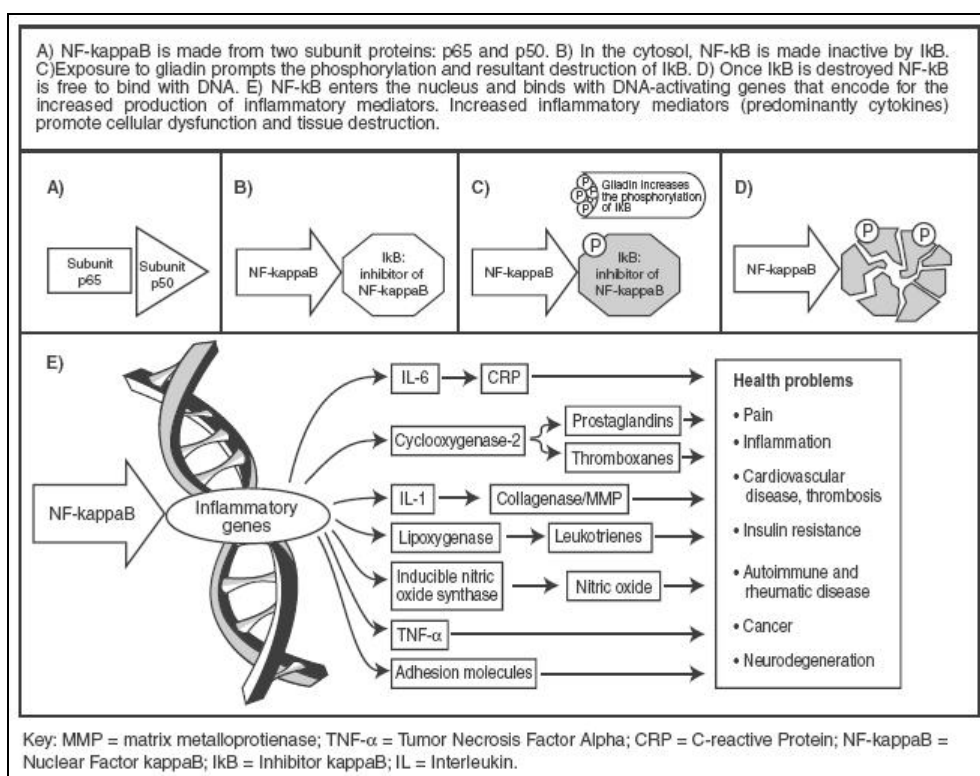 A) NF-kappaB is made from two subunit proteins: p65 and p50. B) In the cytosol, NF-kB is made inactive by IkB.
C)Exposure to gliadin prompts the phosphorylation and resultant destruction of IkB. D) Once IkB is destroyed NF-kB
is free to bind with DNA. E) NF-kB enters the nucleus and binds with DNA-activating genes that encode for the
increased production of inflammatory mediators. Increased inflammatory mediators (predominantly cytokines)
promote cellular dysfunction and tissue destruction.
A)
Subunit
p65
Subunit
p50
B)
NF-kappaB
IkB:
inhibitor of
NF-kappaB
C)
P
P
P
P
P
Gliadin increases
the phosphorylation
of IkB
P
NF-kappaB
IkB:
inhibitor of
NF-kappaB
D)
P
P
NF-kappaB
E)
NF-kappaB
Inflammatory
genes
IL-6
CRP
Cyclooxygenase-2
Prostaglandins
Thromboxanes
IL-1
Collagenase/MMP
Lipoxygenase
Leukotrienes
Inducible nitric
oxide synthase
Nitric oxide
TNF-α
Adhesion molecules
Health problems
• Pain
• Inflammation
• Cardiovascular
disease, thrombosis
• Insulin resistance
• Autoimmune and
rheumatic disease
• Cancer
• Neurodegeneration
Key: MMP = matrix metalloprotienase; TNF-α = Tumor Necrosis Factor Alpha; CRP = C-reactive Protein; NF-kappaB =
Nuclear Factor kappaB; IkB = Inhibitor kappaB; IL = Interleukin.